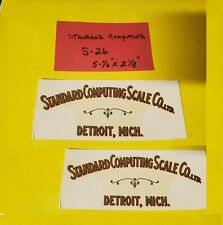 STANDARD COMPUTING
S-26
5-1/2" X 2 1/8"
STANDARD COMPUTING SCALE CO. LTD.
DETROIT, MICH.
STANDARD COMPUTING SCALE CO. LTD.
DETROIT, MICH.